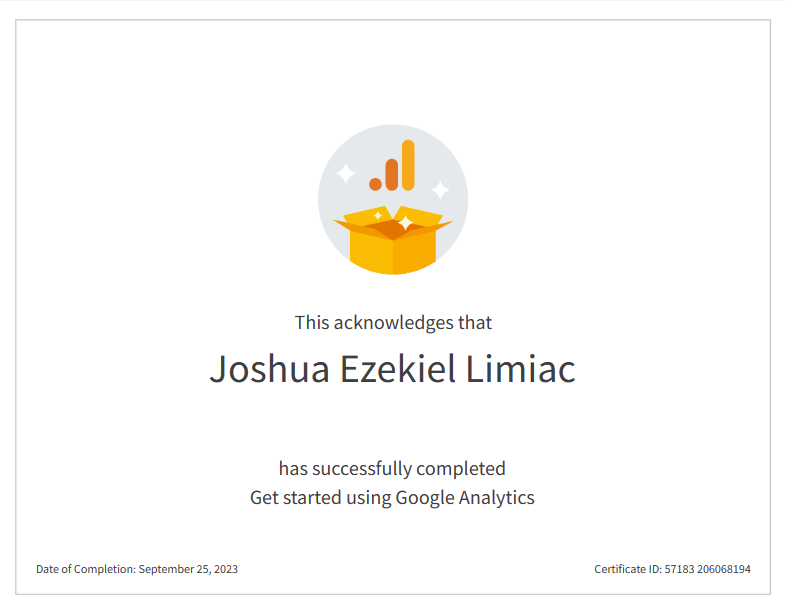 This acknowledges that
Joshua Ezekiel Limiac
has successfully completed
Get started using Google Analytics
Date of Completion: September 25, 2023
Certificate ID: 57183 206068194